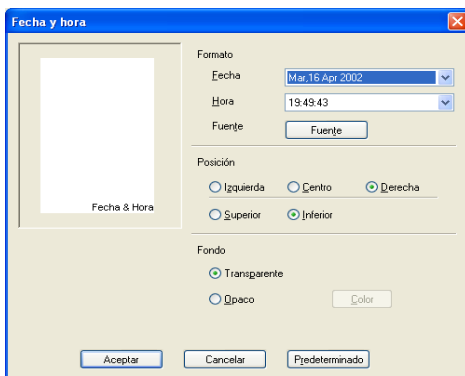 Fecha y hora
Fecha & Hora
Formato
Fecha Mar,16 Apr 2002
Hora 19:49:43
Fuente Fuente
Posición
Izquierda Centro Derecha
Superior Inferior
Fondo
Transparente
Opaco Color
Aceptar Cancelar Predeterminado